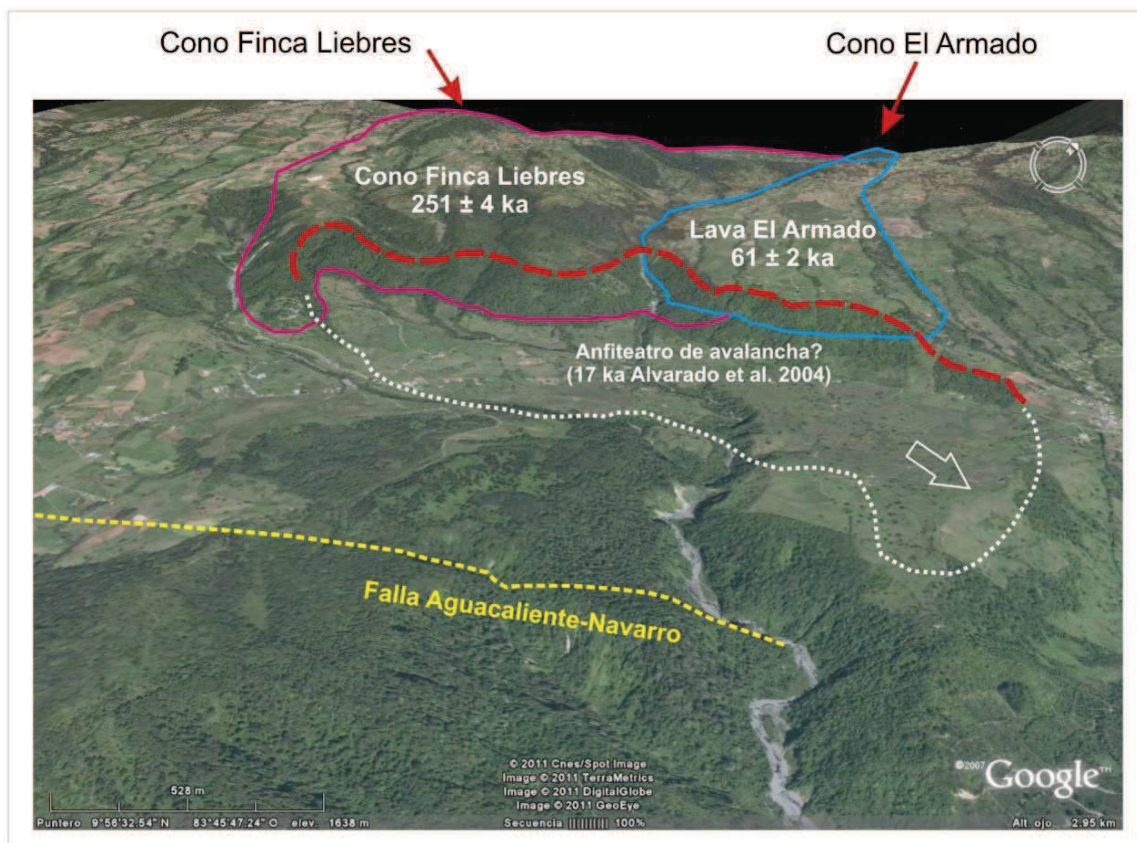 Cono Finca Liebres
Cono El Armado
Cono Finca Liebres
251 ± 4 ka
Lava El Armado
61 ± 2 ka
Anfiteatro de avalancha?
(17 ka Alvarado et al. 2004)
Falla Aguacaliente-Navarro
© 2011 Cnes/Spot Image
Image © 2011 TerraMetrics
Image © 2011 DigitalGlobe
Image © 2011 GeoEye
©2007 Google™
528 m
Puntero 9°56'32.54" N 83°45'47.24" O elev. 1638 m Secuencia |||||||||| 100% Alt. ojo 2.95 km